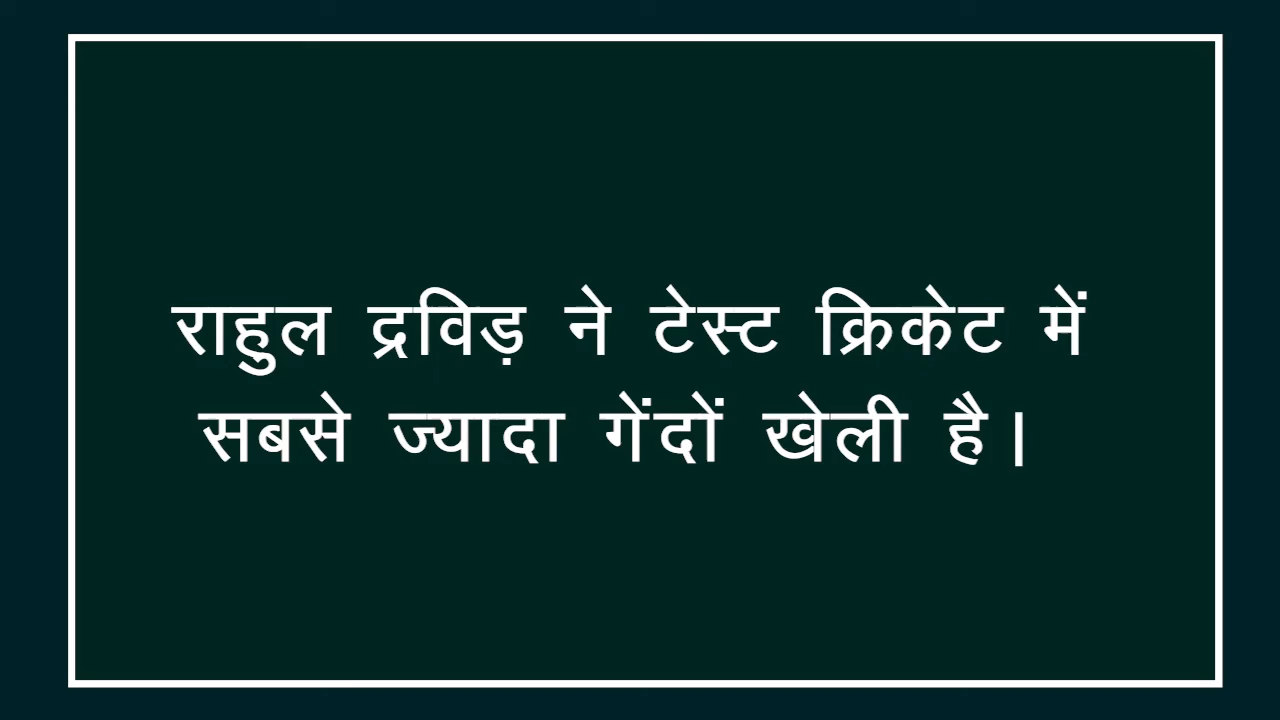 राहुल द्रविड़ ने टेस्ट क्रिकेट में
सबसे ज्यादा गेंदों खेली है।